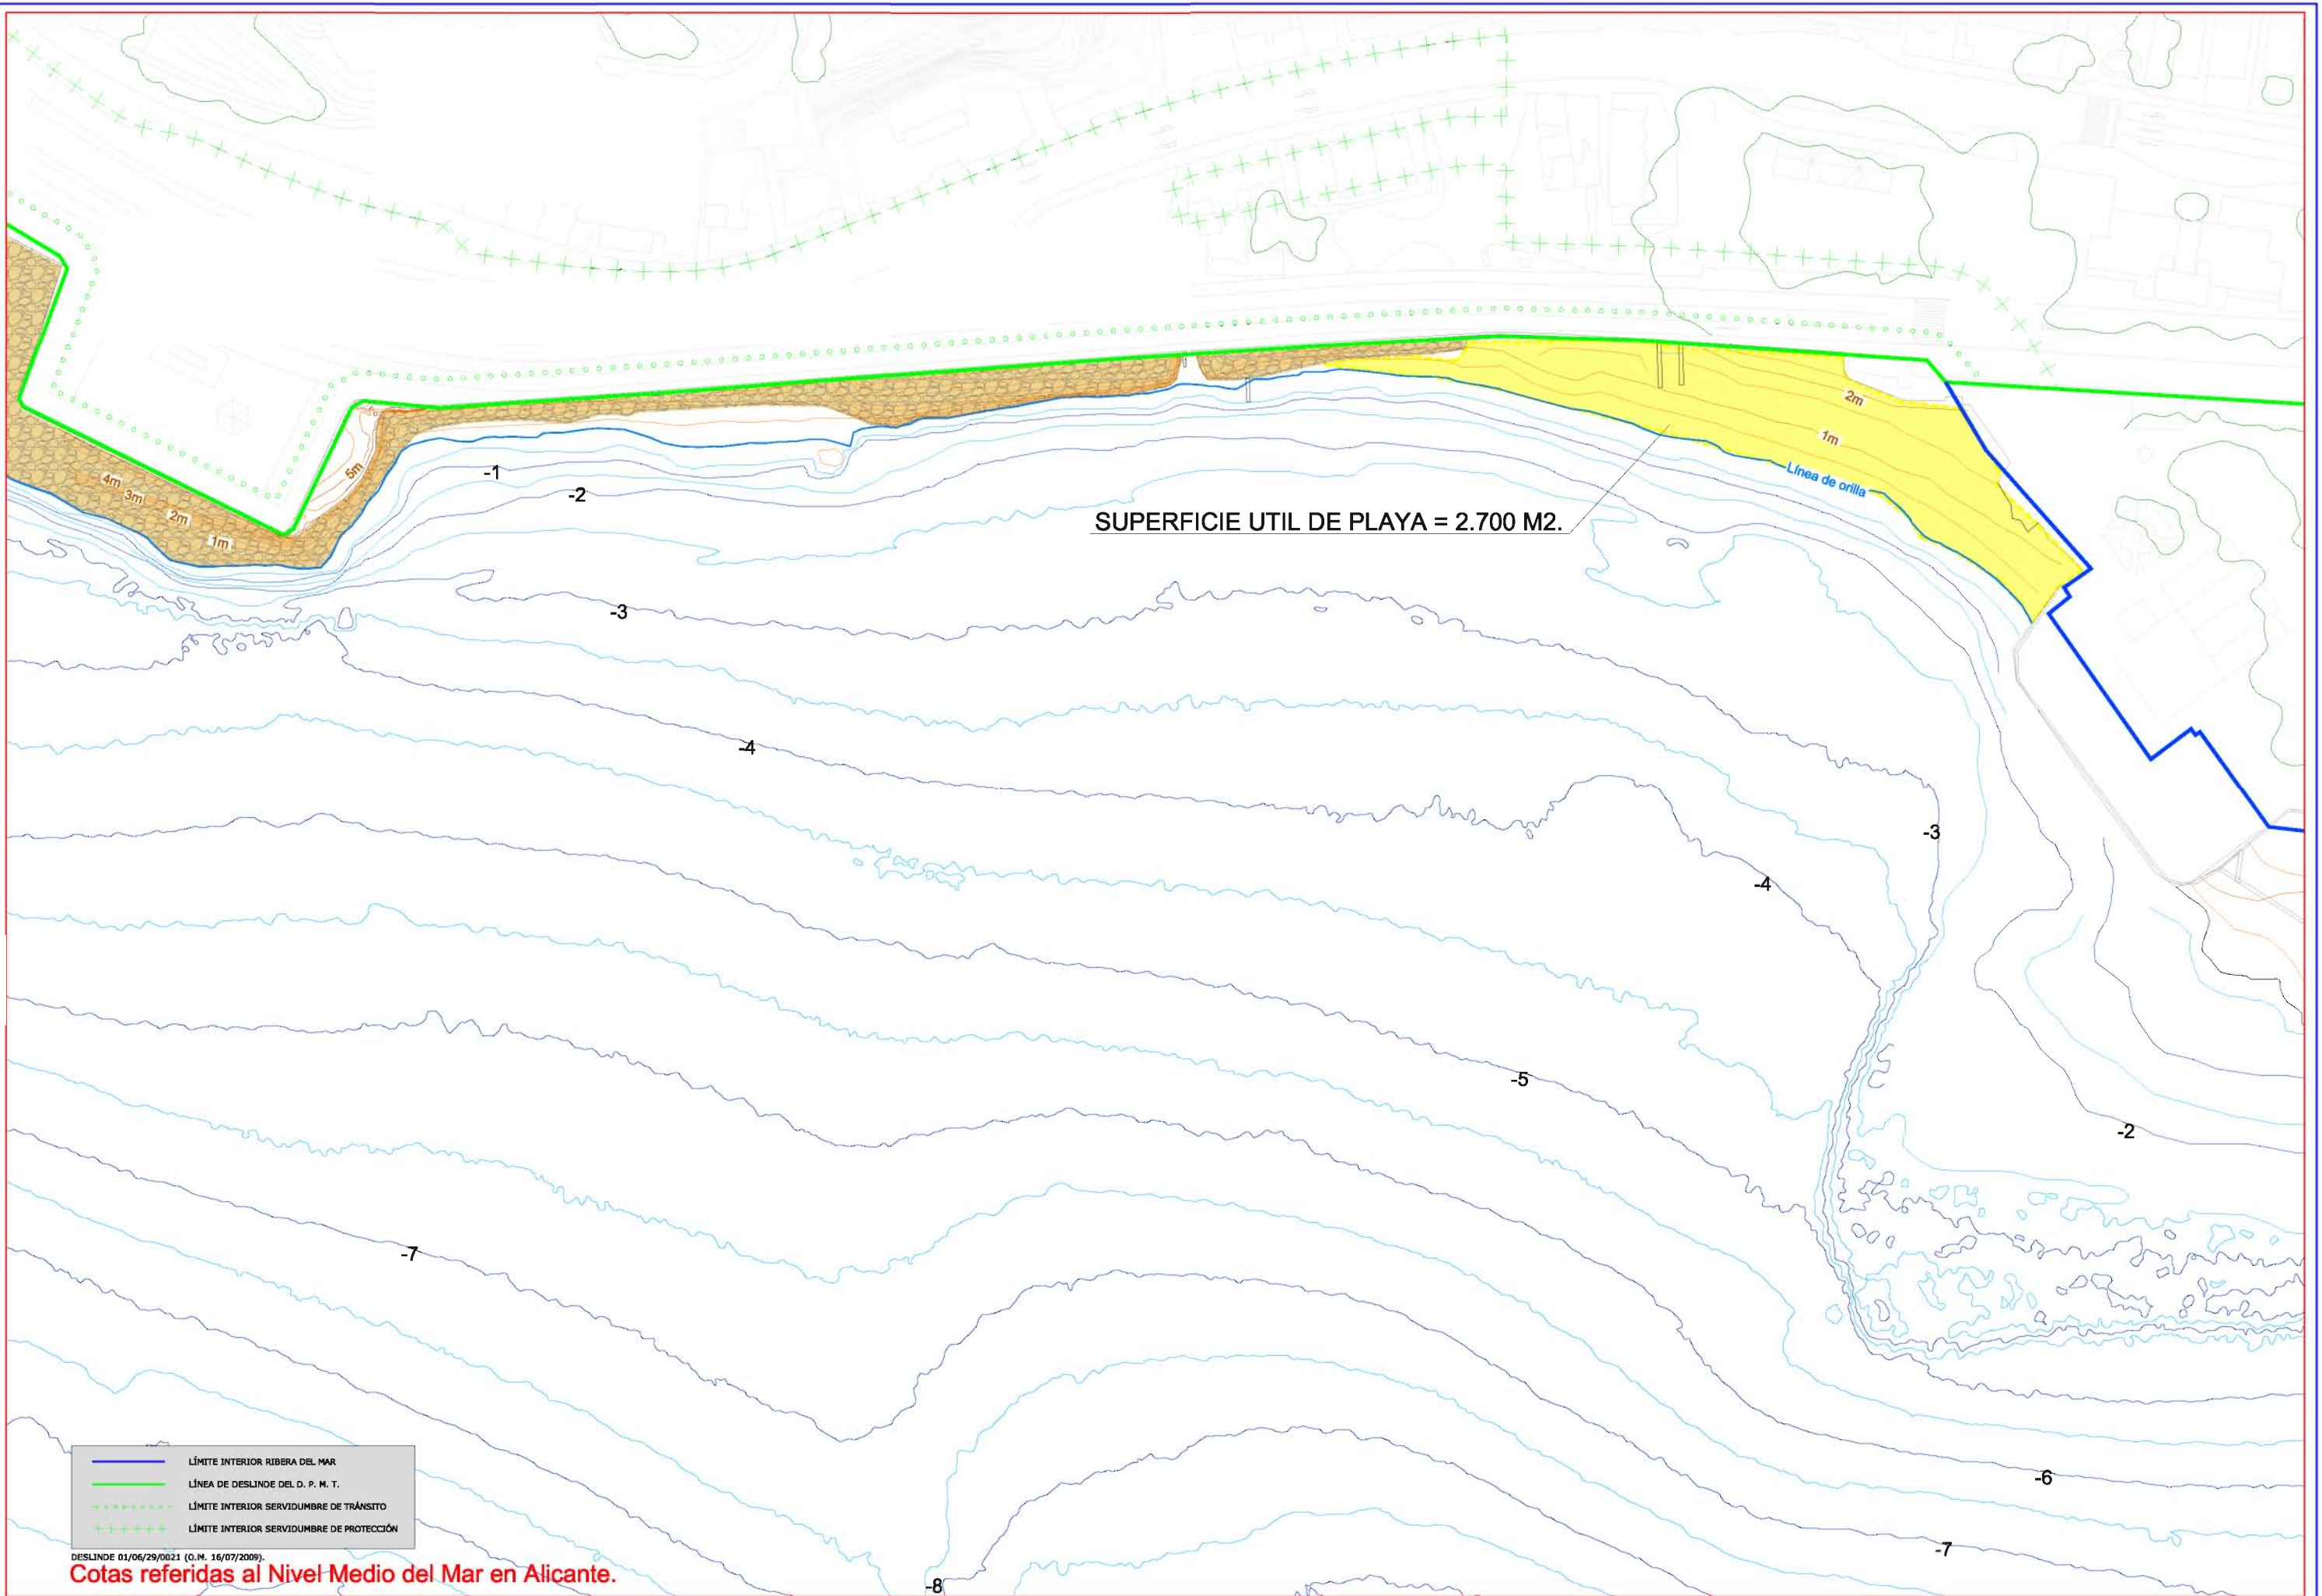 2m
1m
Línea de orilla
5m
4m
3m
2m
1m
-1
-2
SUPERFICIE UTIL DE PLAYA = 2.700 M2.
-3
-4
-3
-4
-5
-2
-7
-6
-7
-8
LÍMITE INTERIOR RIBERA DEL MAR
LÍNEA DE DESLINDE DEL D. P. M. T.
LÍMITE INTERIOR SERVIDUMBRE DE TRÁNSITO
LÍMITE INTERIOR SERVIDUMBRE DE PROTECCIÓN
DESLINDE 01/06/29/0021 (O.M. 16/07/2009).
Cotas referidas al Nivel Medio del Mar en Alicante.